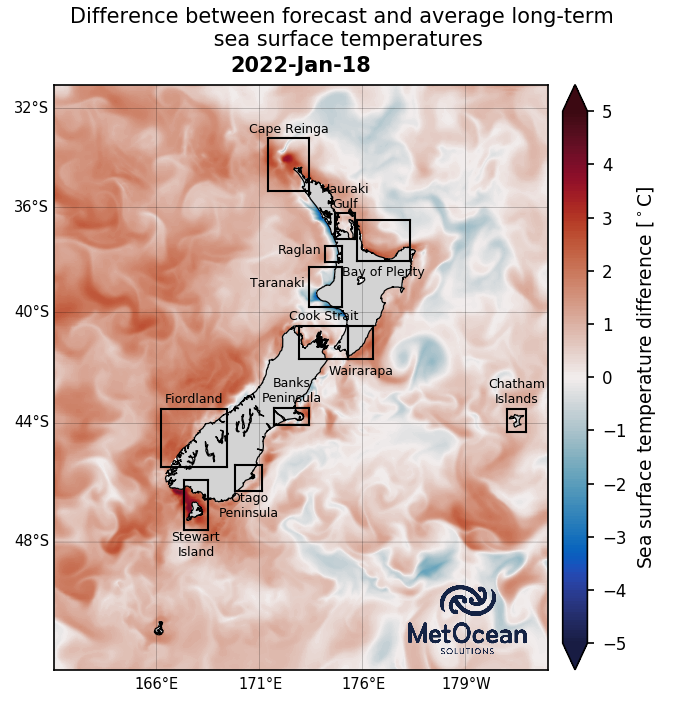 Difference between forecast and average long-term
sea surface temperatures
2022-Jan-18
32°S
36°S
40°S
44°S
48°S
Cape Reinga
Hauraki
Gulf
Raglan
Bay of Plenty
Taranaki
Cook Strait
Wairarapa
Banks
Peninsula
Chatham
Islands
Fiordland
Otago
Peninsula
Stewart
Island
MetOcean
SOLUTIONS
166°E
171°E
176°E
179°W
5
4
3
2
1
0
−1
−2
−3
−4
−5
Sea surface temperature difference [°C]